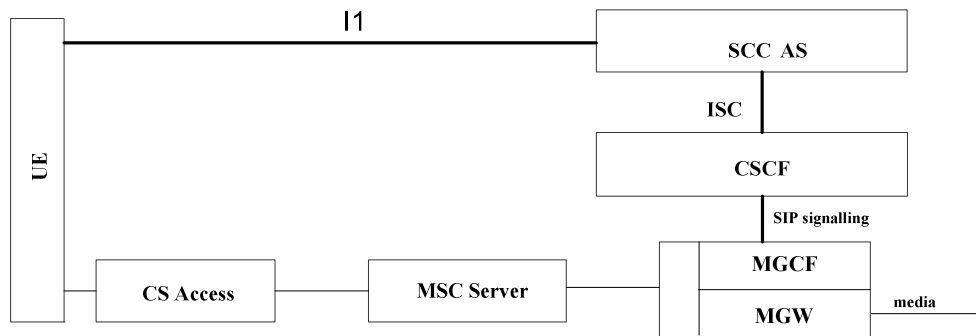 I1
SCC AS
ISC
UE
CSCF
SIP signalling
CS Access
MSC Server
MGCF
MGW
media